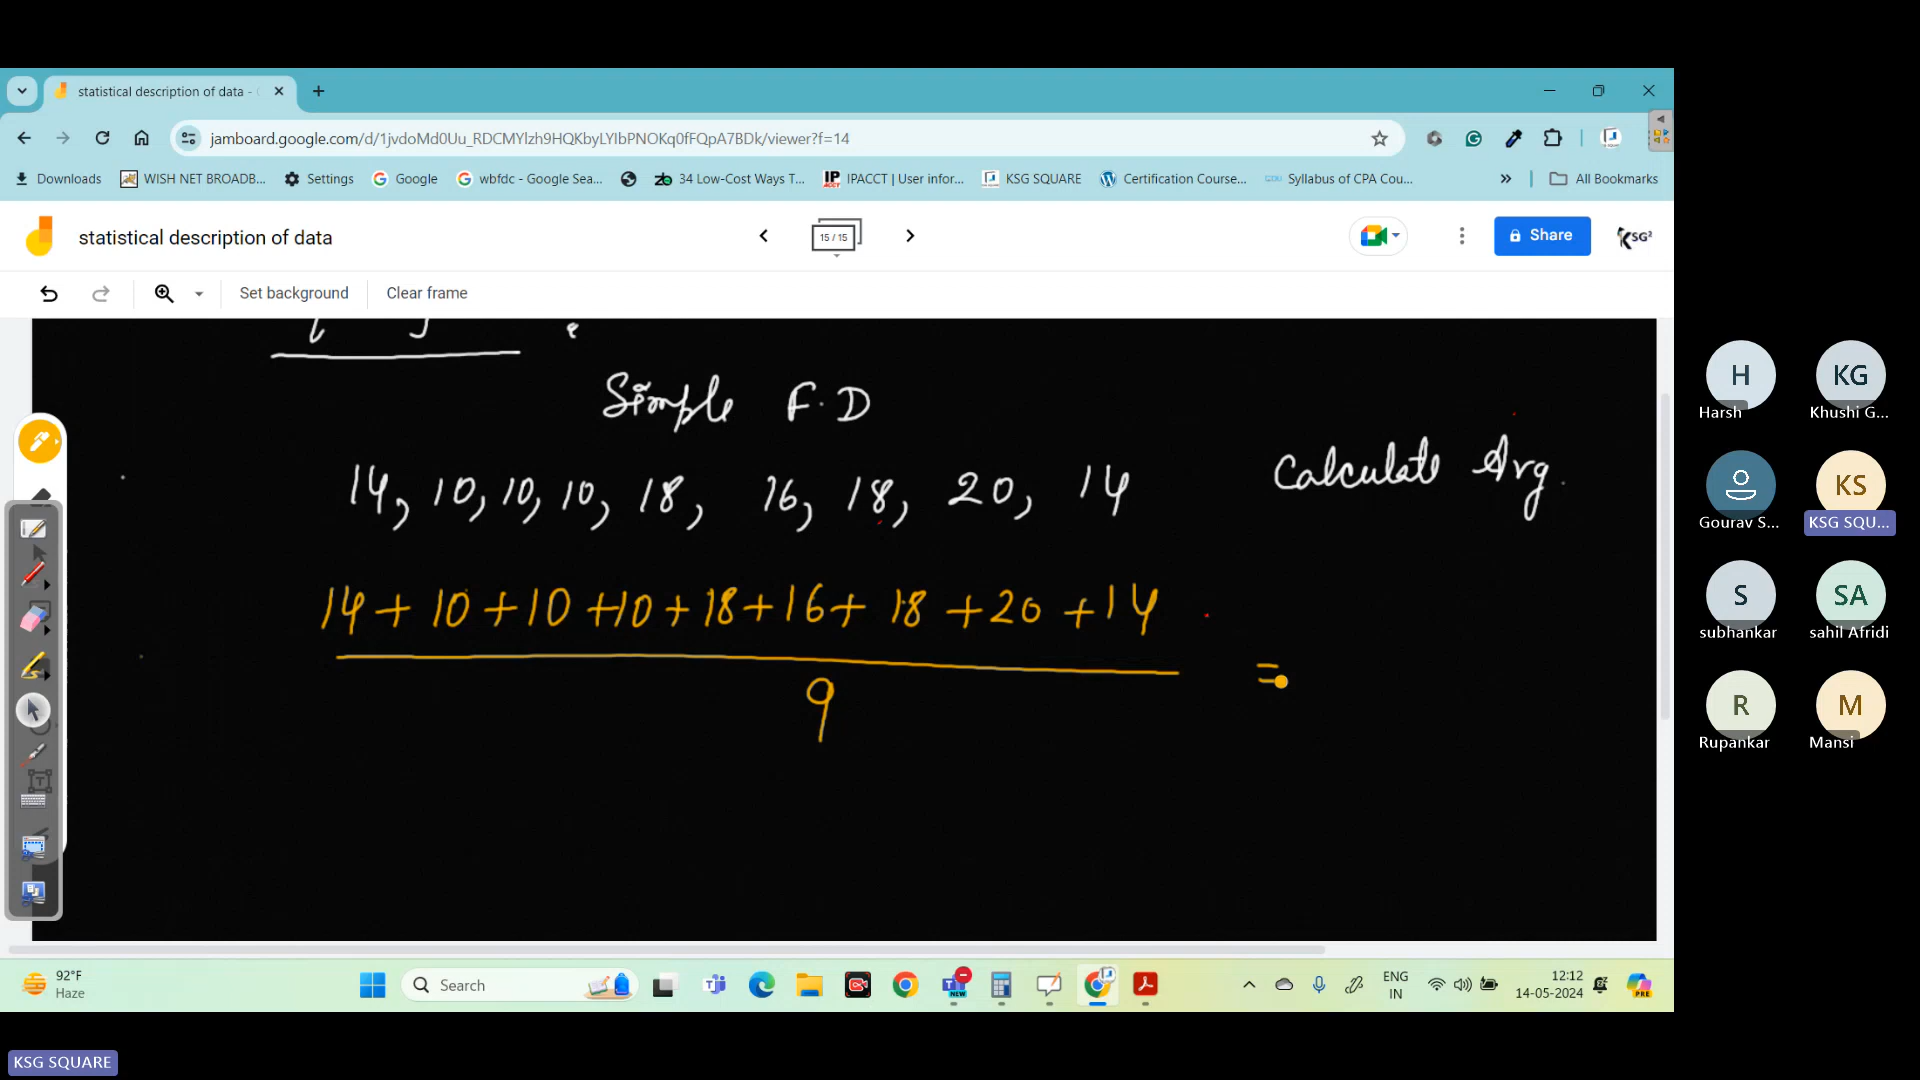 statistical description of data - 
jamboard.google.com/d/1jvdoMd0Uu_RDCMYlzh9HQKbyLYlbPNOKq0fFQpA7BDk/viewer?f=14
Downloads WISH NET BROADB... Settings Google wbfdc - Google Sea... 34 Low-Cost Ways T... IPACCT | User infor... KSG SQUARE Certification Course... Syllabus of CPA Cou... » All Bookmarks
statistical description of data 15 / 15 Share KSG²
Set background Clear frame
Simple F.D
14, 10, 10, 10, 18, 16, 18, 20, 14 Calculate Avg.
14 + 10 + 10 + 10 + 18 + 16 + 18 + 20 + 14
9 =
H KG
Harsh Khushi G...
KS
Gourav S... KSG SQU...
S SA
subhankar sahil Afridi
R M
Rupankar Mansi
92°F
Haze
Search
ENG
IN
12:12
14-05-2024
KSG SQUARE